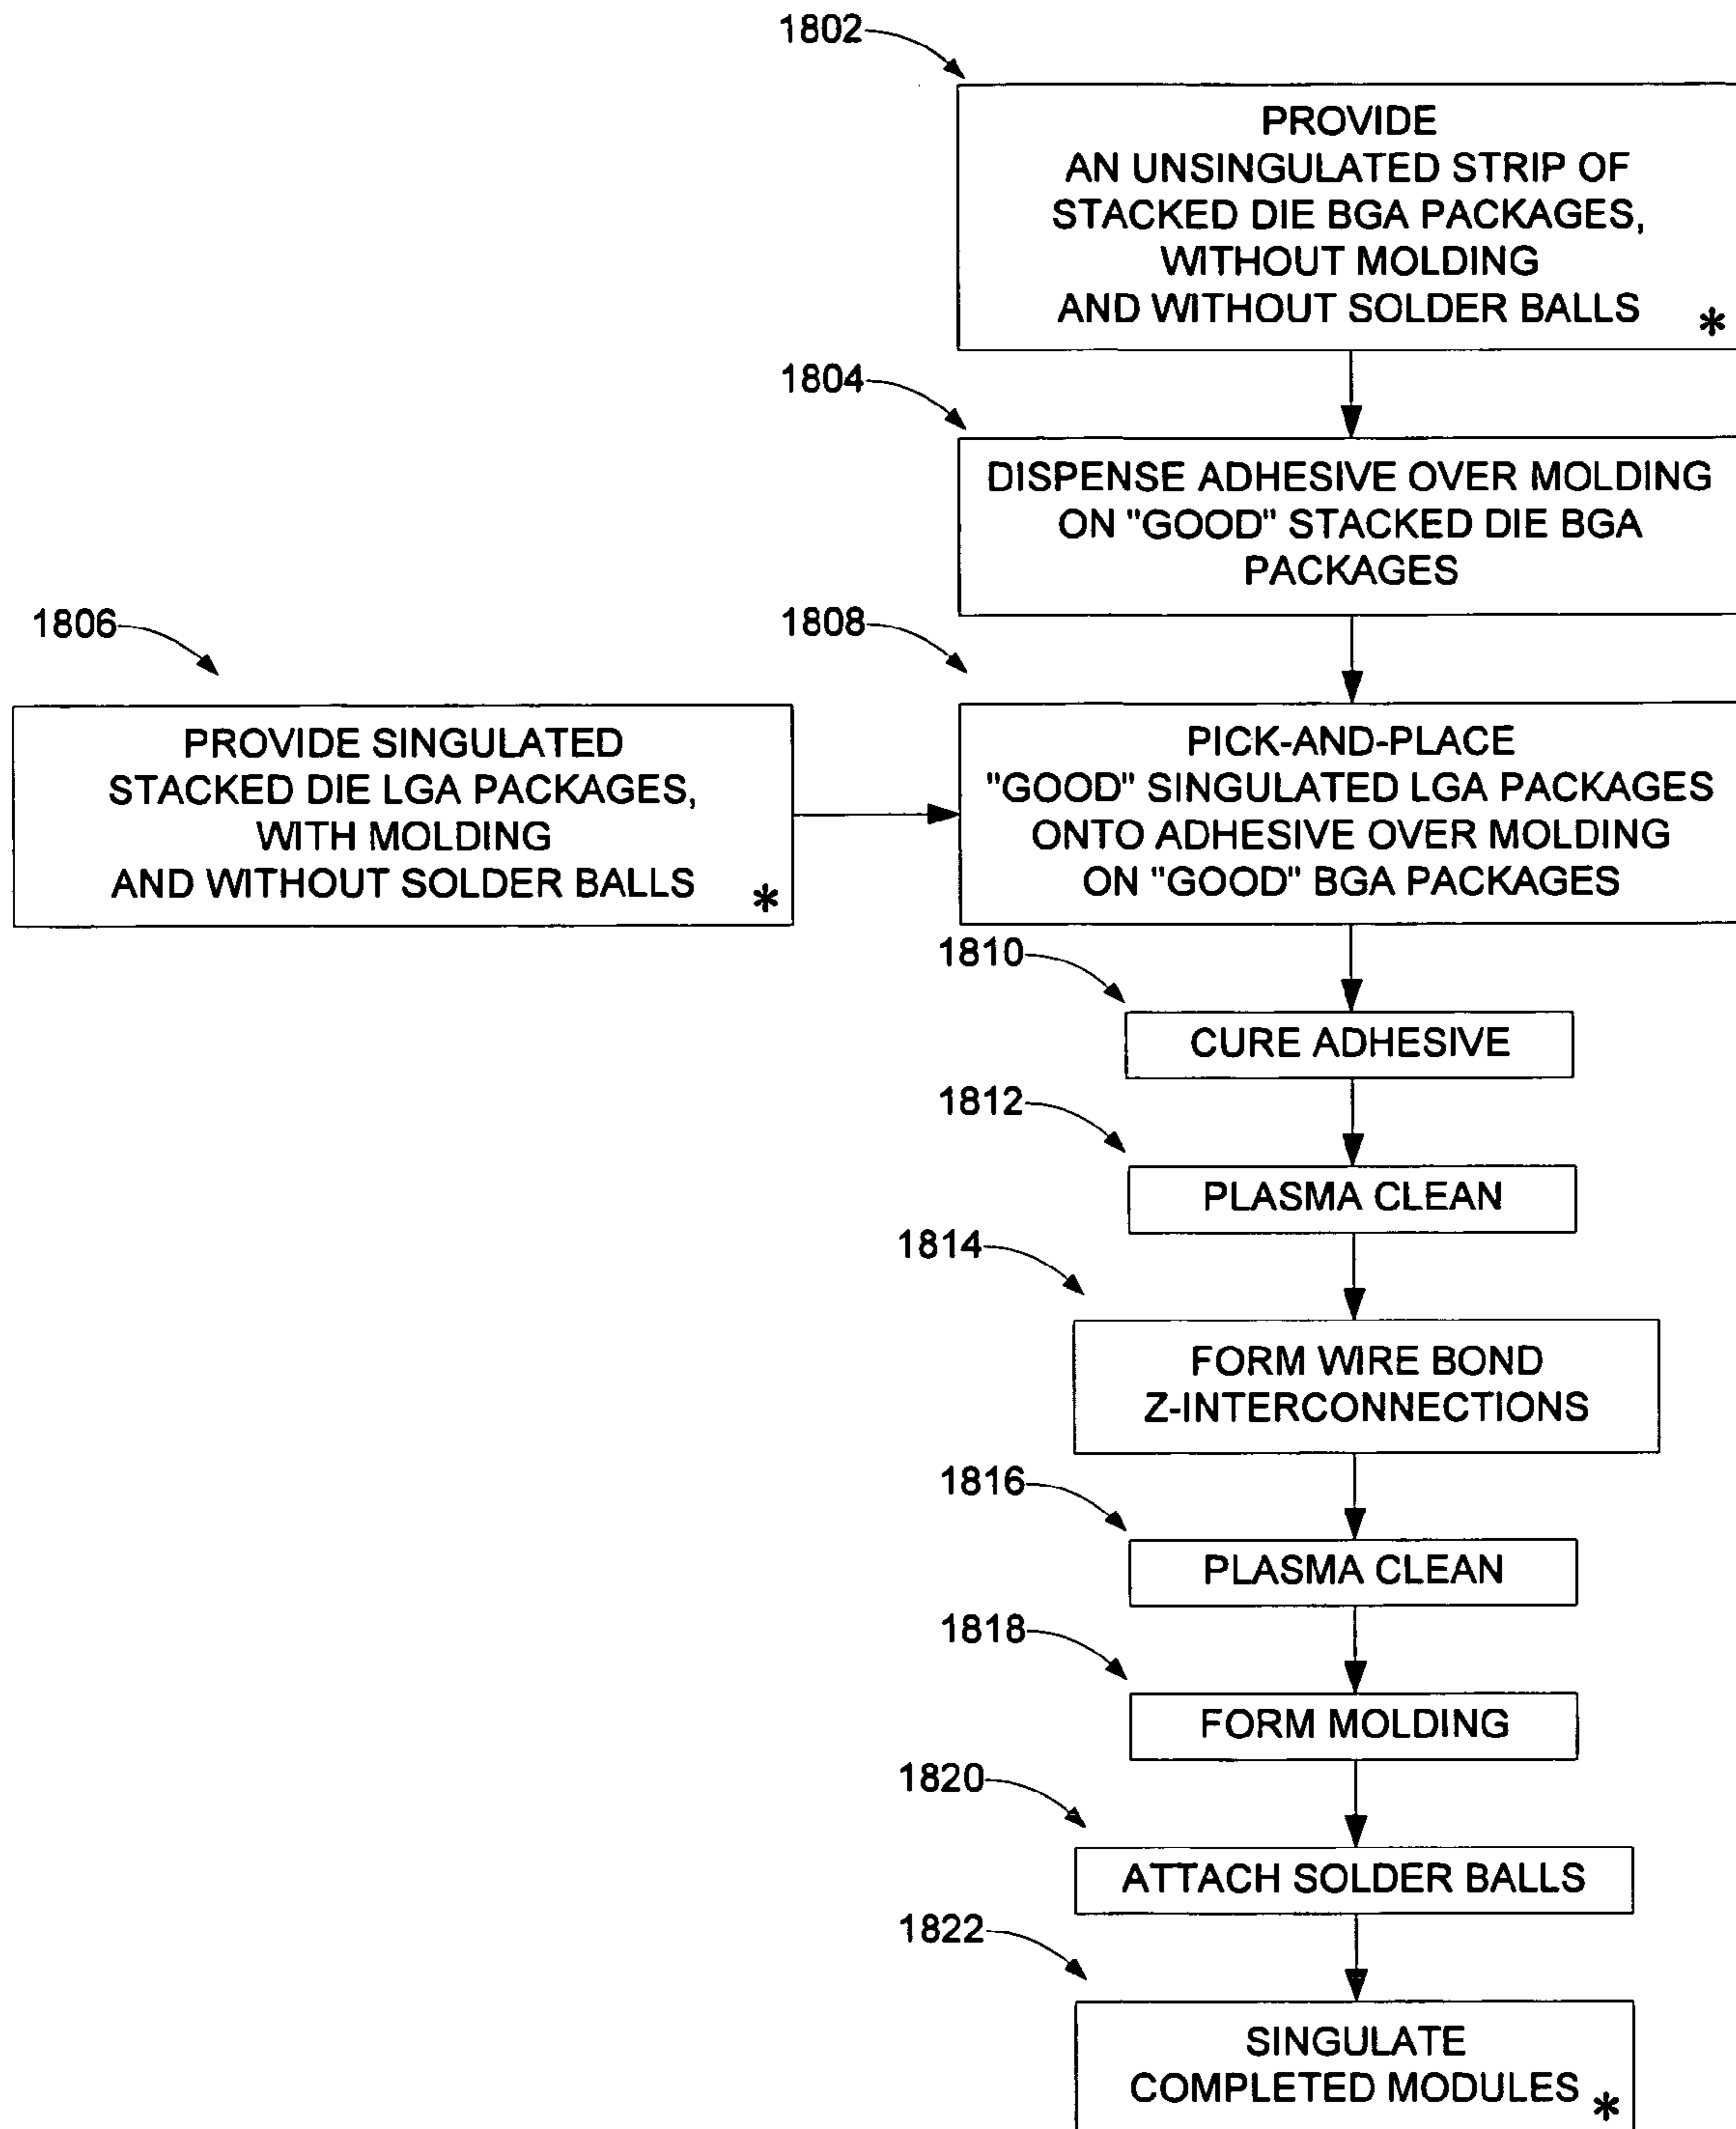 1802
PROVIDE
AN UNSINGULATED STRIP OF
STACKED DIE BGA PACKAGES,
WITHOUT MOLDING
AND WITHOUT SOLDER BALLS *
1804
DISPENSE ADHESIVE OVER MOLDING
ON "GOOD" STACKED DIE BGA
PACKAGES
1806
PROVIDE SINGULATED
STACKED DIE LGA PACKAGES,
WITH MOLDING
AND WITHOUT SOLDER BALLS *
1808
PICK-AND-PLACE
"GOOD" SINGULATED LGA PACKAGES
ONTO ADHESIVE OVER MOLDING
ON "GOOD" BGA PACKAGES
1810
CURE ADHESIVE
1812
PLASMA CLEAN
1814
FORM WIRE BOND
Z-INTERCONNECTIONS
1816
PLASMA CLEAN
1818
FORM MOLDING
1820
ATTACH SOLDER BALLS
1822
SINGULATE
COMPLETED MODULES *